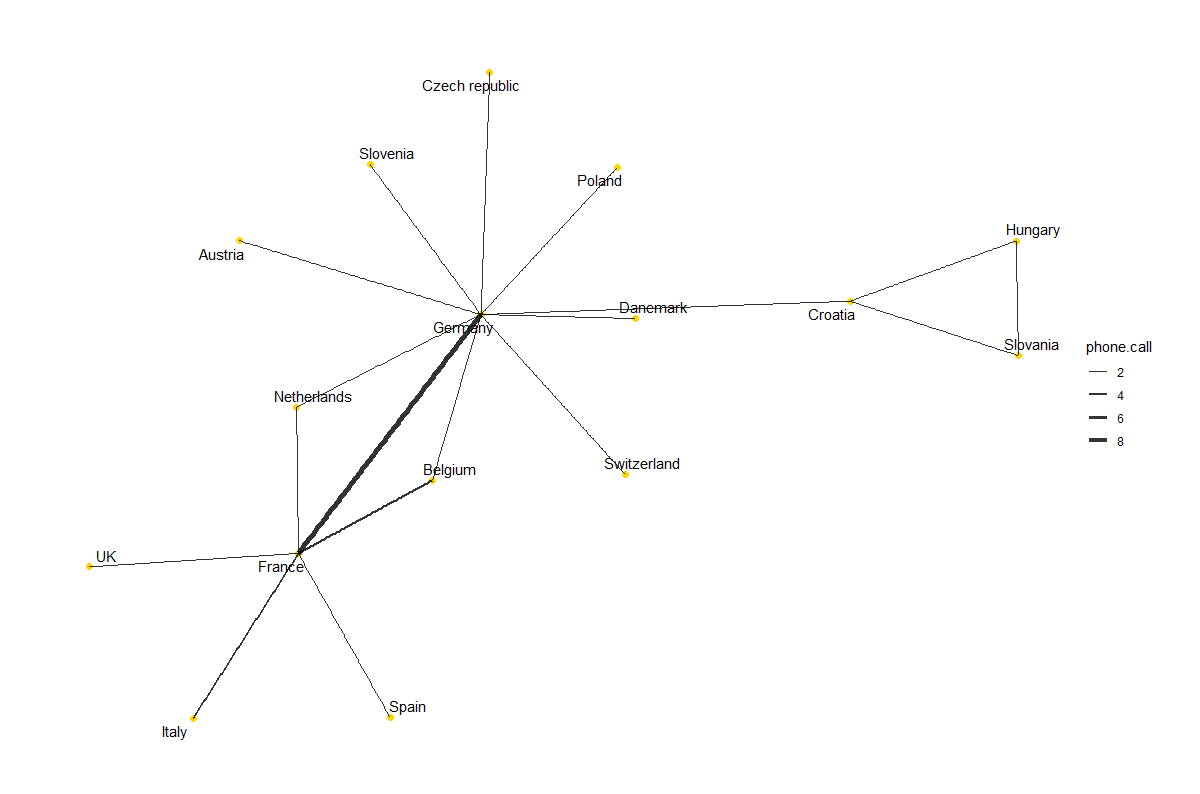 Czech republic
Slovenia
Poland
Austria
Hungary
Danemark
Croatia
Germany
Slovania
phone.call
2
4
6
8
Netherlands
Switzerland
Belgium
UK
France
Spain
Italy